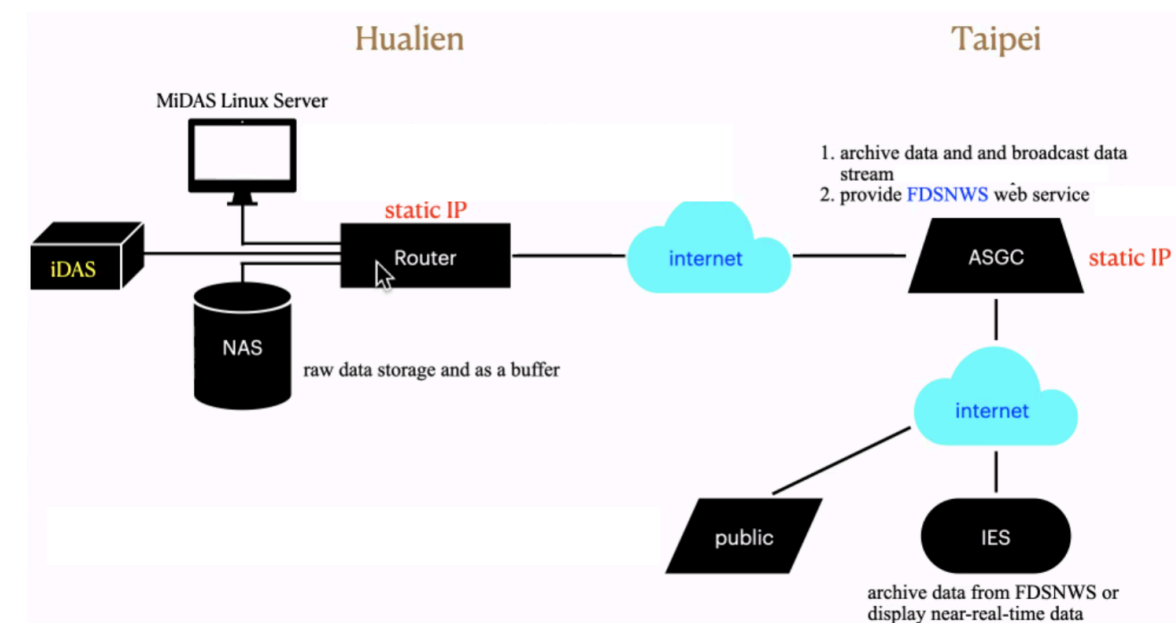 Hualien
Taipei
MiDAS Linux Server
1. archive data and and broadcast data
stream
2. provide FDSNWS web service
static IP
iDAS
Router
internet
ASGC
static IP
NAS
raw data storage and as a buffer
internet
public
IES
archive data from FDSNWS or
display near-real-time data